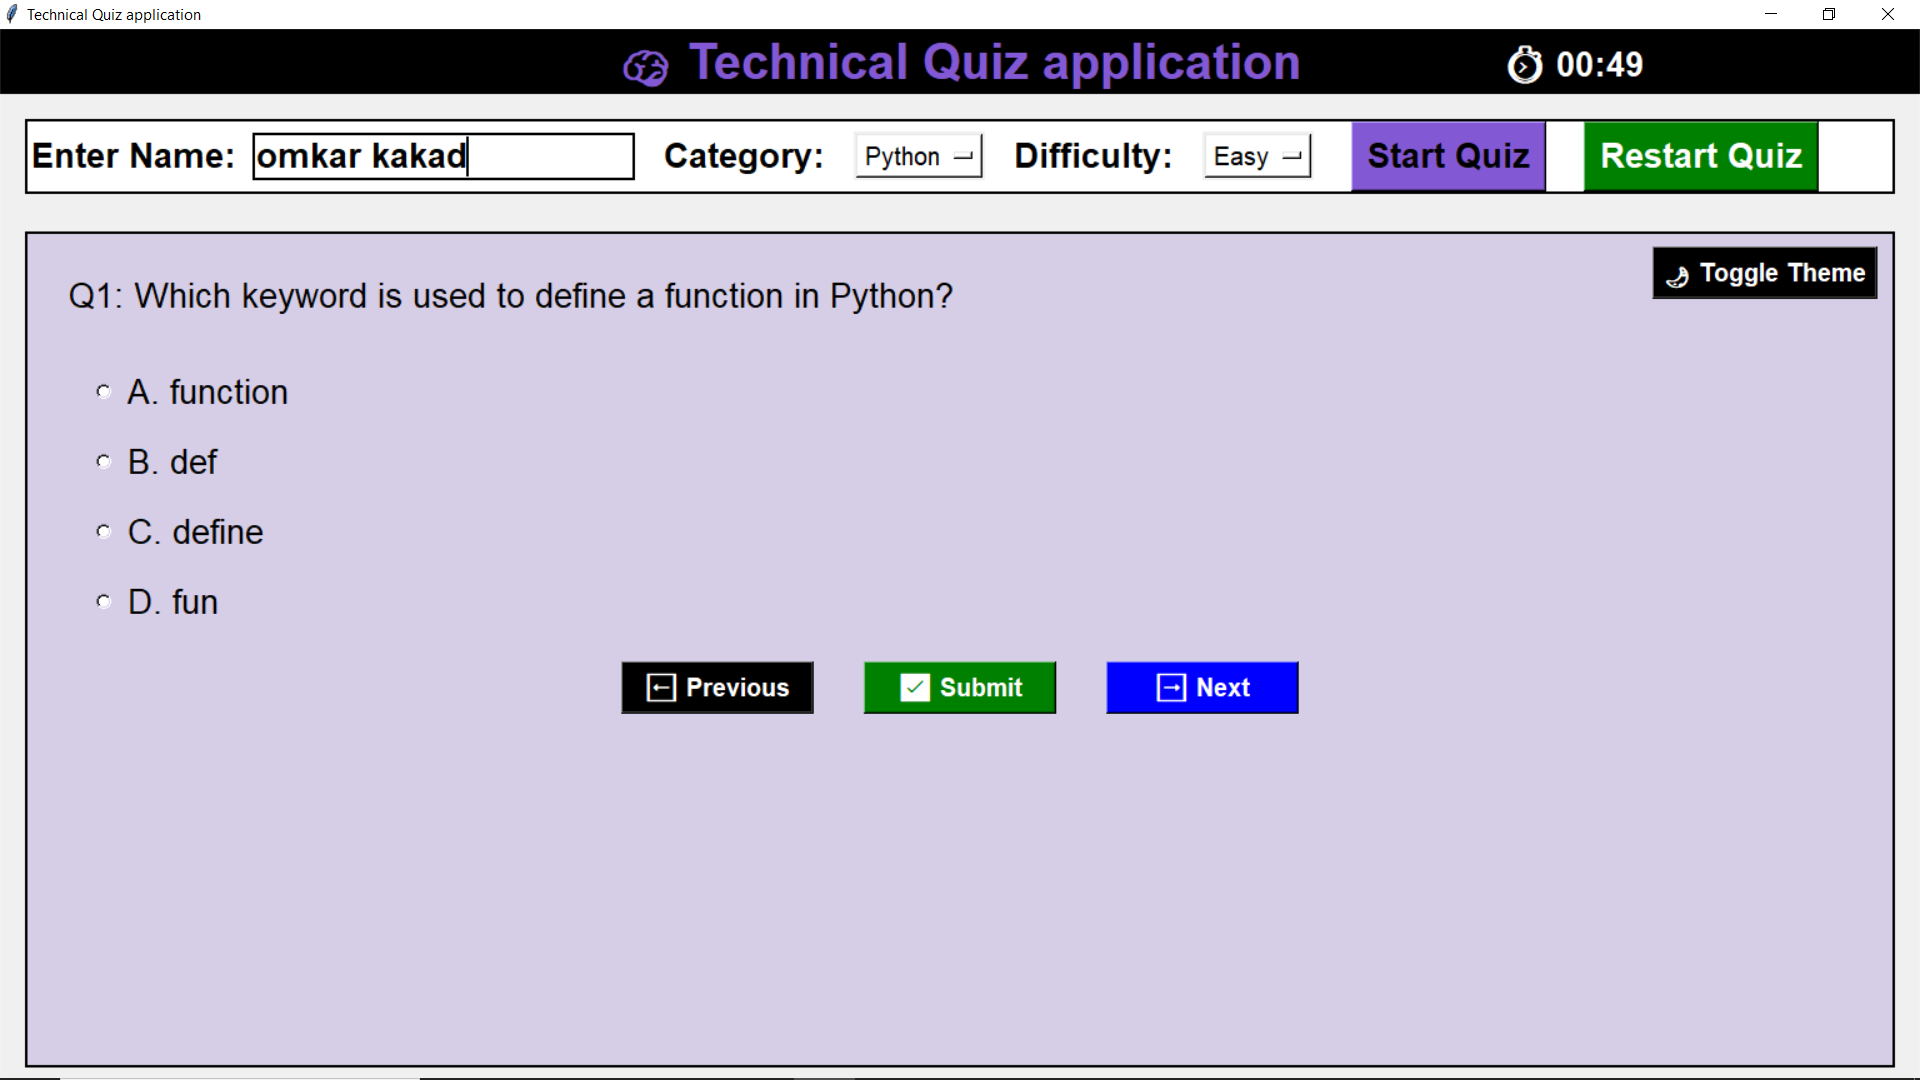 Technical Quiz application
Technical Quiz application 00:49
Enter Name: omkar kakad Category: Python Difficulty: Easy Start Quiz Restart Quiz
Toggle Theme
Q1: Which keyword is used to define a function in Python?
A. function
B. def
C. define
D. fun
Previous Submit Next